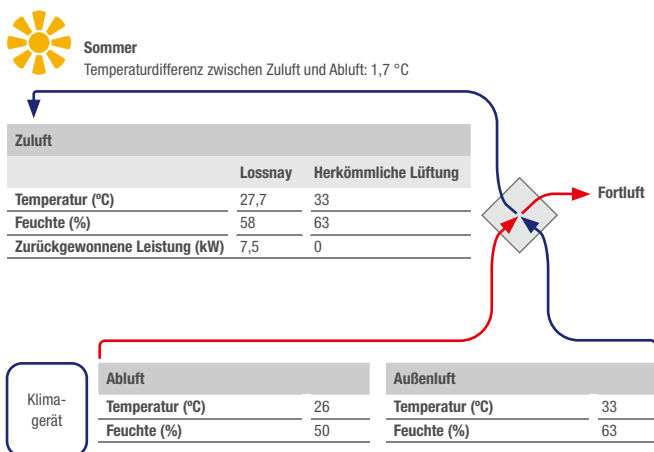 Sommer
Temperaturdifferenz zwischen Zuluft und Abluft: 1,7 °C
Zuluft
Lossnay Herkömmliche Lüftung
Temperatur (ºC) 27,7 33
Feuchte (%) 58 63
Zurückgewonnene Leistung (kW) 7,5 0
Fortluft
Klima-
gerät
Abluft
Temperatur (ºC) 26
Feuchte (%) 50
Außenluft
Temperatur (ºC) 33
Feuchte (%) 63